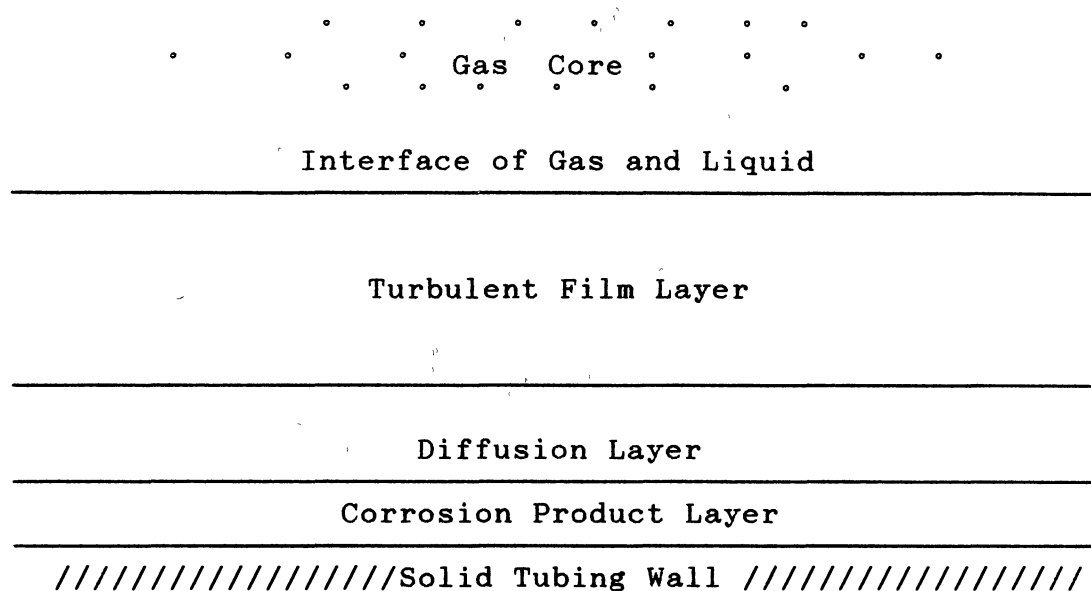 Gas Core
Interface of Gas and Liquid
Turbulent Film Layer
Diffusion Layer
Corrosion Product Layer
//////////////////Solid Tubing Wall //////////////////